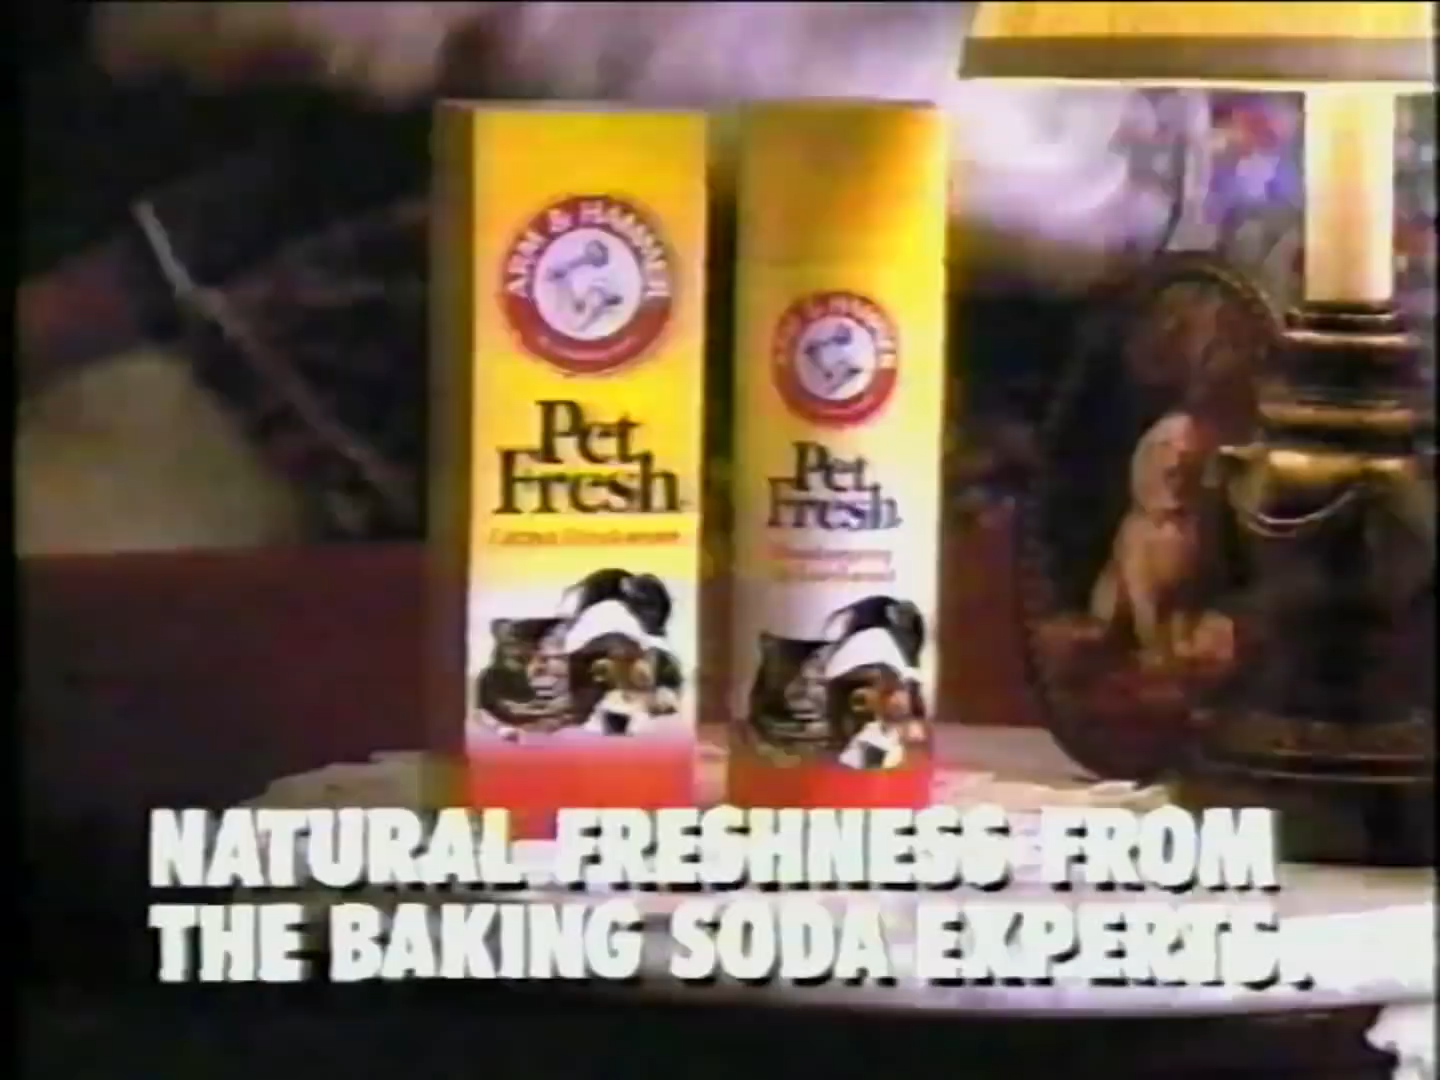 ARM & HAMMER
Pet
Fresh
ARM & HAMMER
Pet
Fresh
NATURAL FRESHNESS FROM
THE BAKING SODA EXPERTS.